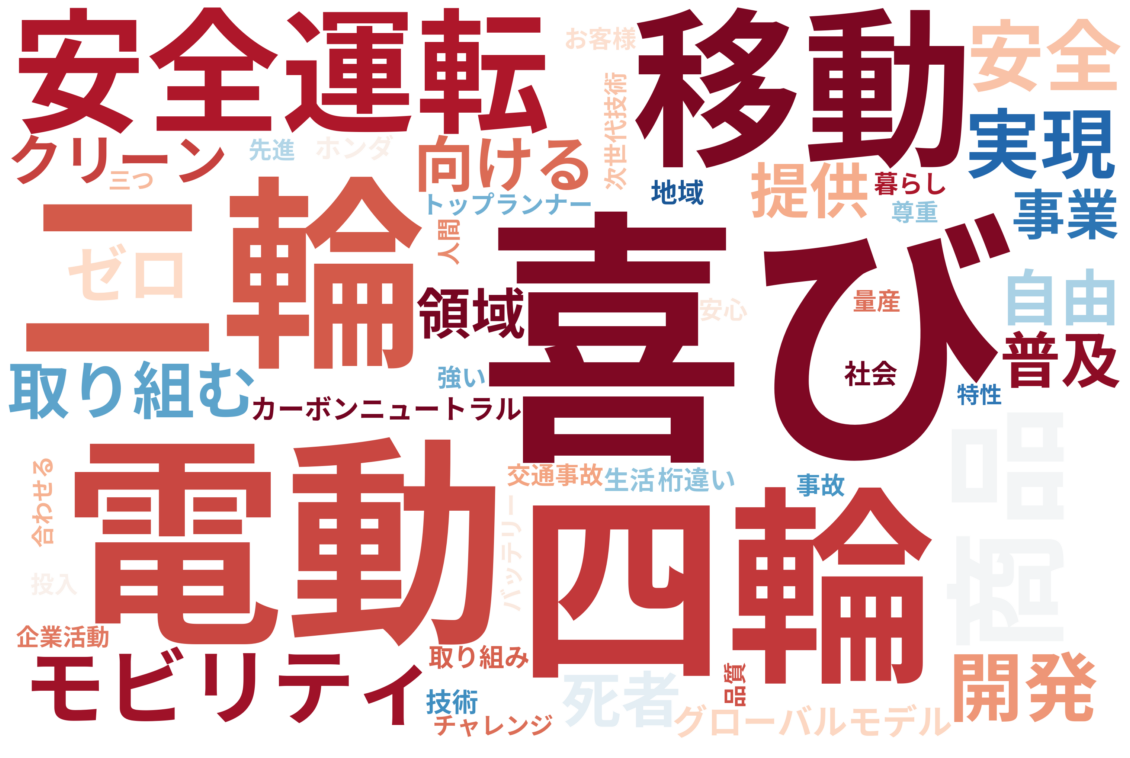 安全運転
お客様
移動
安全
クリーン
先進
ホンダ
向ける
次世代技術
実現
三つ
トップランナー
地域
提供
暮らし
尊重
事業
二輪
ゼロ
人間
領域
喜び
安心
量産
自由
普及
取り組む
強い
社会
特性
カーボンニュートラル
商品
電動
合わせる
交通事故
生活
桁違い
事故
四輪
バッテリー
投入
企業活動
モビリティ
取り組み
技術
チャレンジ
死者
品質
グローバルモデル
開発